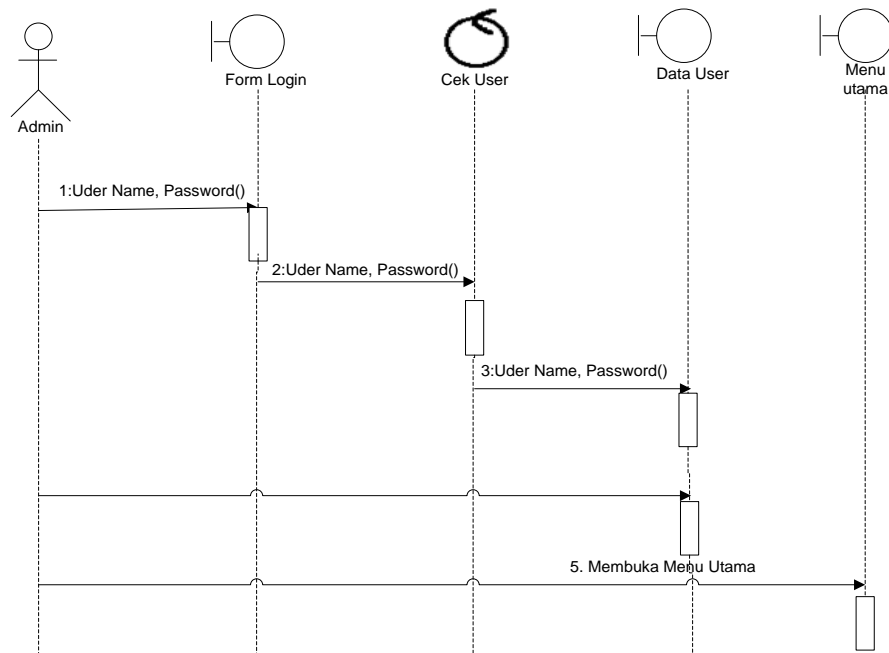 Form Login
Cek User
Data User
Menu
utama
Admin
1:Uder Name, Password()
2:Uder Name, Password()
3:Uder Name, Password()
5. Membuka Menu Utama